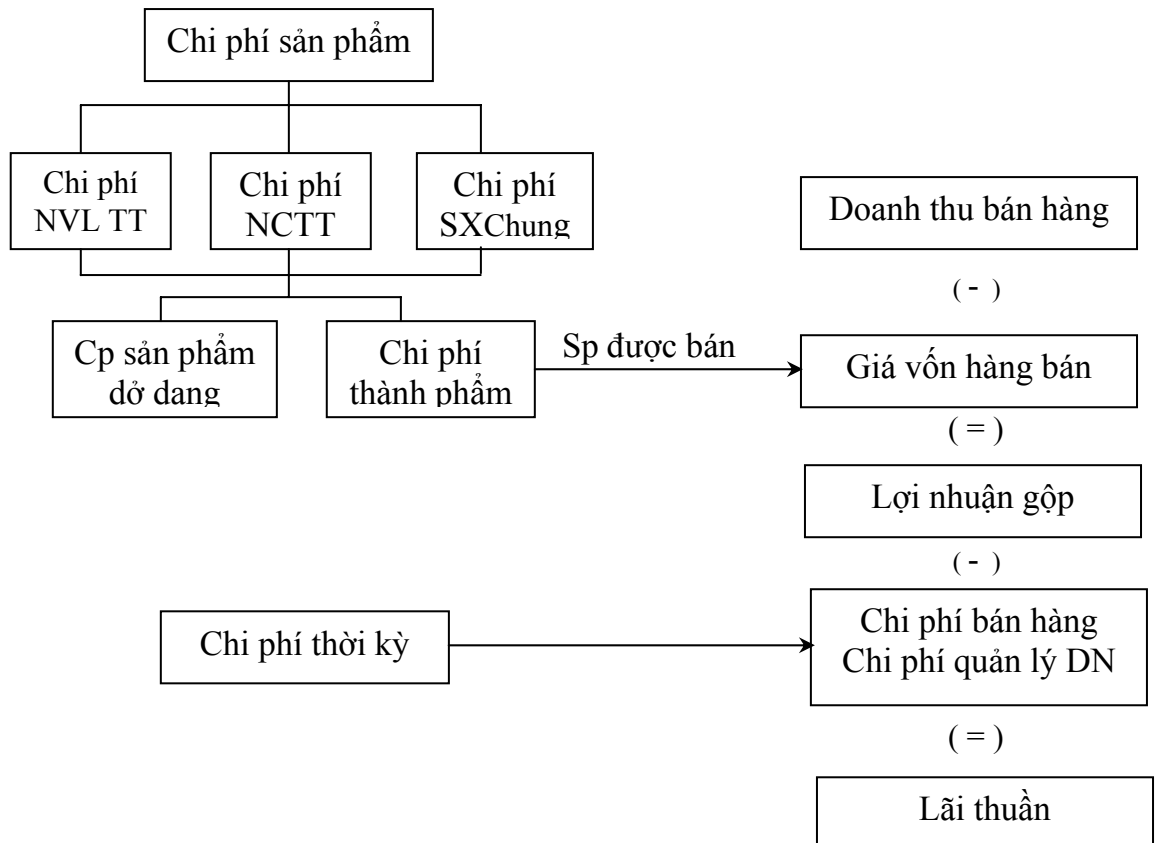 Chi phí sản phẩm
Chi phí
NVL TT
Chi phí
NCTT
Chi phí
SXChung
Doanh thu bán hàng
( - )
Cp sản phẩm
dở dang
Chi phí
thành phẩm
Sp được bán
Giá vốn hàng bán
( = )
Lợi nhuận gộp
( - )
Chi phí thời kỳ
Chi phí bán hàng
Chi phí quản lý DN
( = )
Lãi thuần